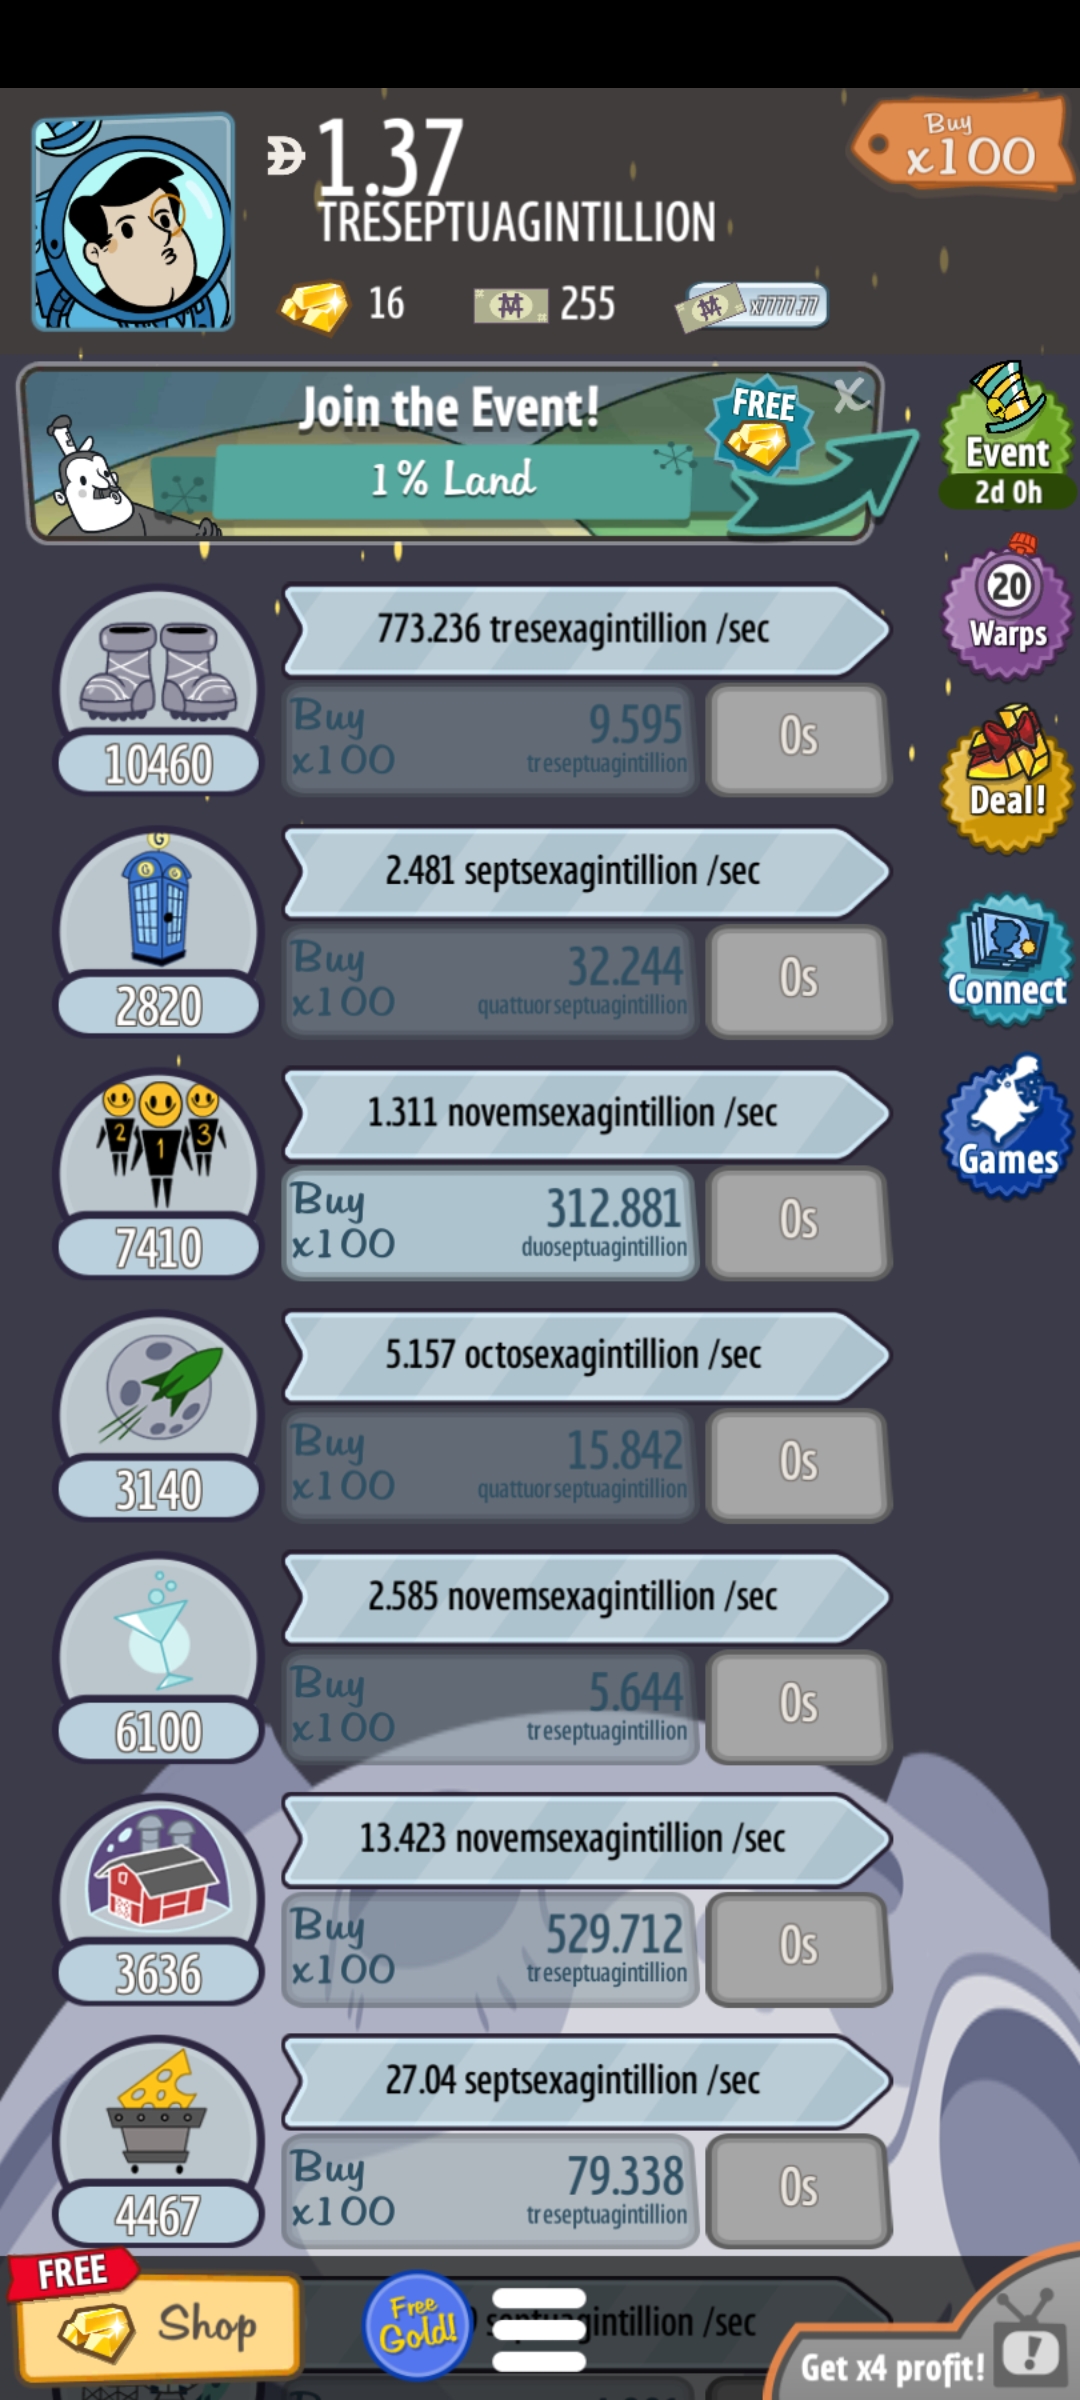 1.37
TRESEPTUAGINTILLION
Buy
x100
16
255
x7777.77
Join the Event!
1% Land
FREE
X
Event
2d 0h
20
Warps
Deal!
Connect
Games
773.236 tresexagintillion /sec
10460
Buy
x100
9.595
treseptuagintillion
0s
2.481 septsexagintillion /sec
G
G G
2820
Buy
x100
32.244
quattuorseptuagintillion
0s
1.311 novemsexagintillion /sec
2 1 3
7410
Buy
x100
312.881
duoseptuagintillion
0s
5.157 octosexagintillion /sec
3140
Buy
x100
15.842
quattuorseptuagintillion
0s
2.585 novemsexagintillion /sec
6100
Buy
x100
5.644
treseptuagintillion
0s
13.423 novemsexagintillion /sec
3636
Buy
x100
529.712
treseptuagintillion
0s
27.04 septsexagintillion /sec
4467
Buy
x100
79.338
treseptuagintillion
0s
FREE
Shop
Free
Gold!
septuagintillion /sec
Get x4 profit!
!